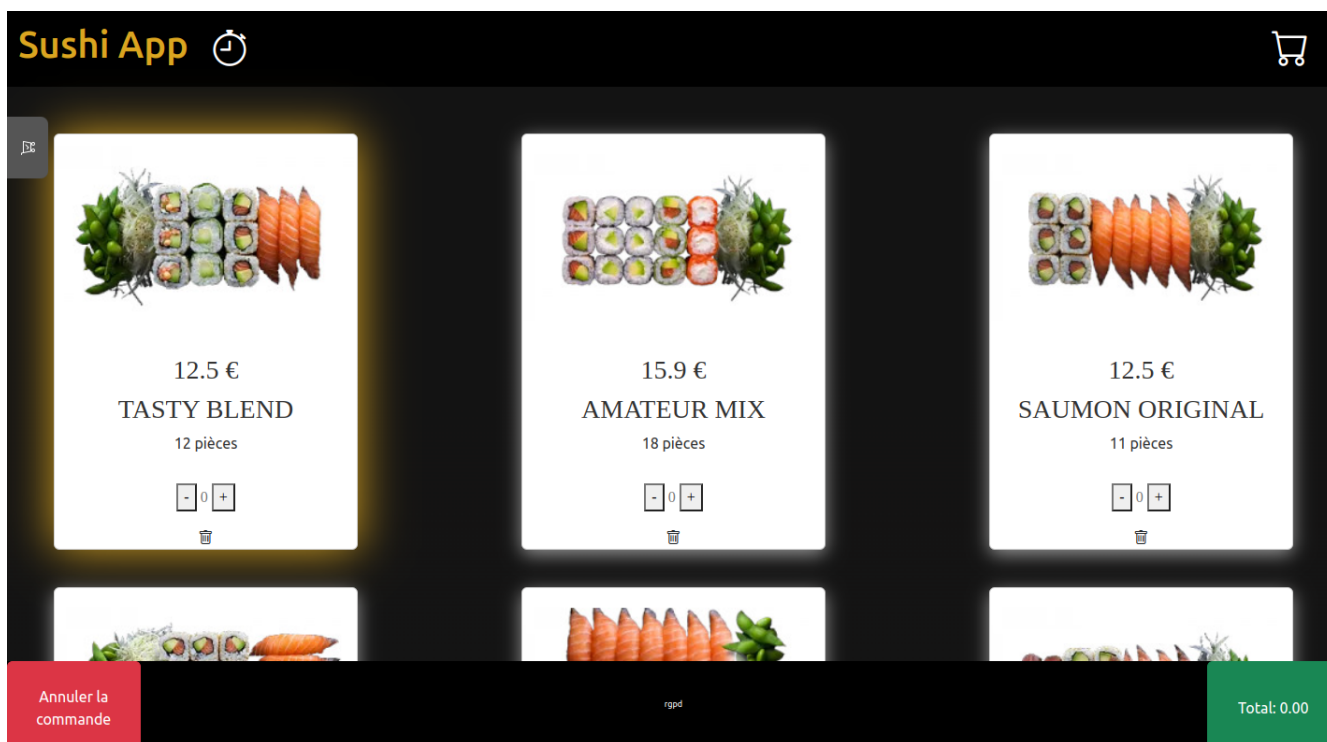 Sushi App
12.5 €
TASTY BLEND
12 pièces
- 0 +
15.9 €
AMATEUR MIX
18 pièces
- 0 +
12.5 €
SAUMON ORIGINAL
11 pièces
- 0 +
Annuler la
commande
rgpd
Total: 0.00